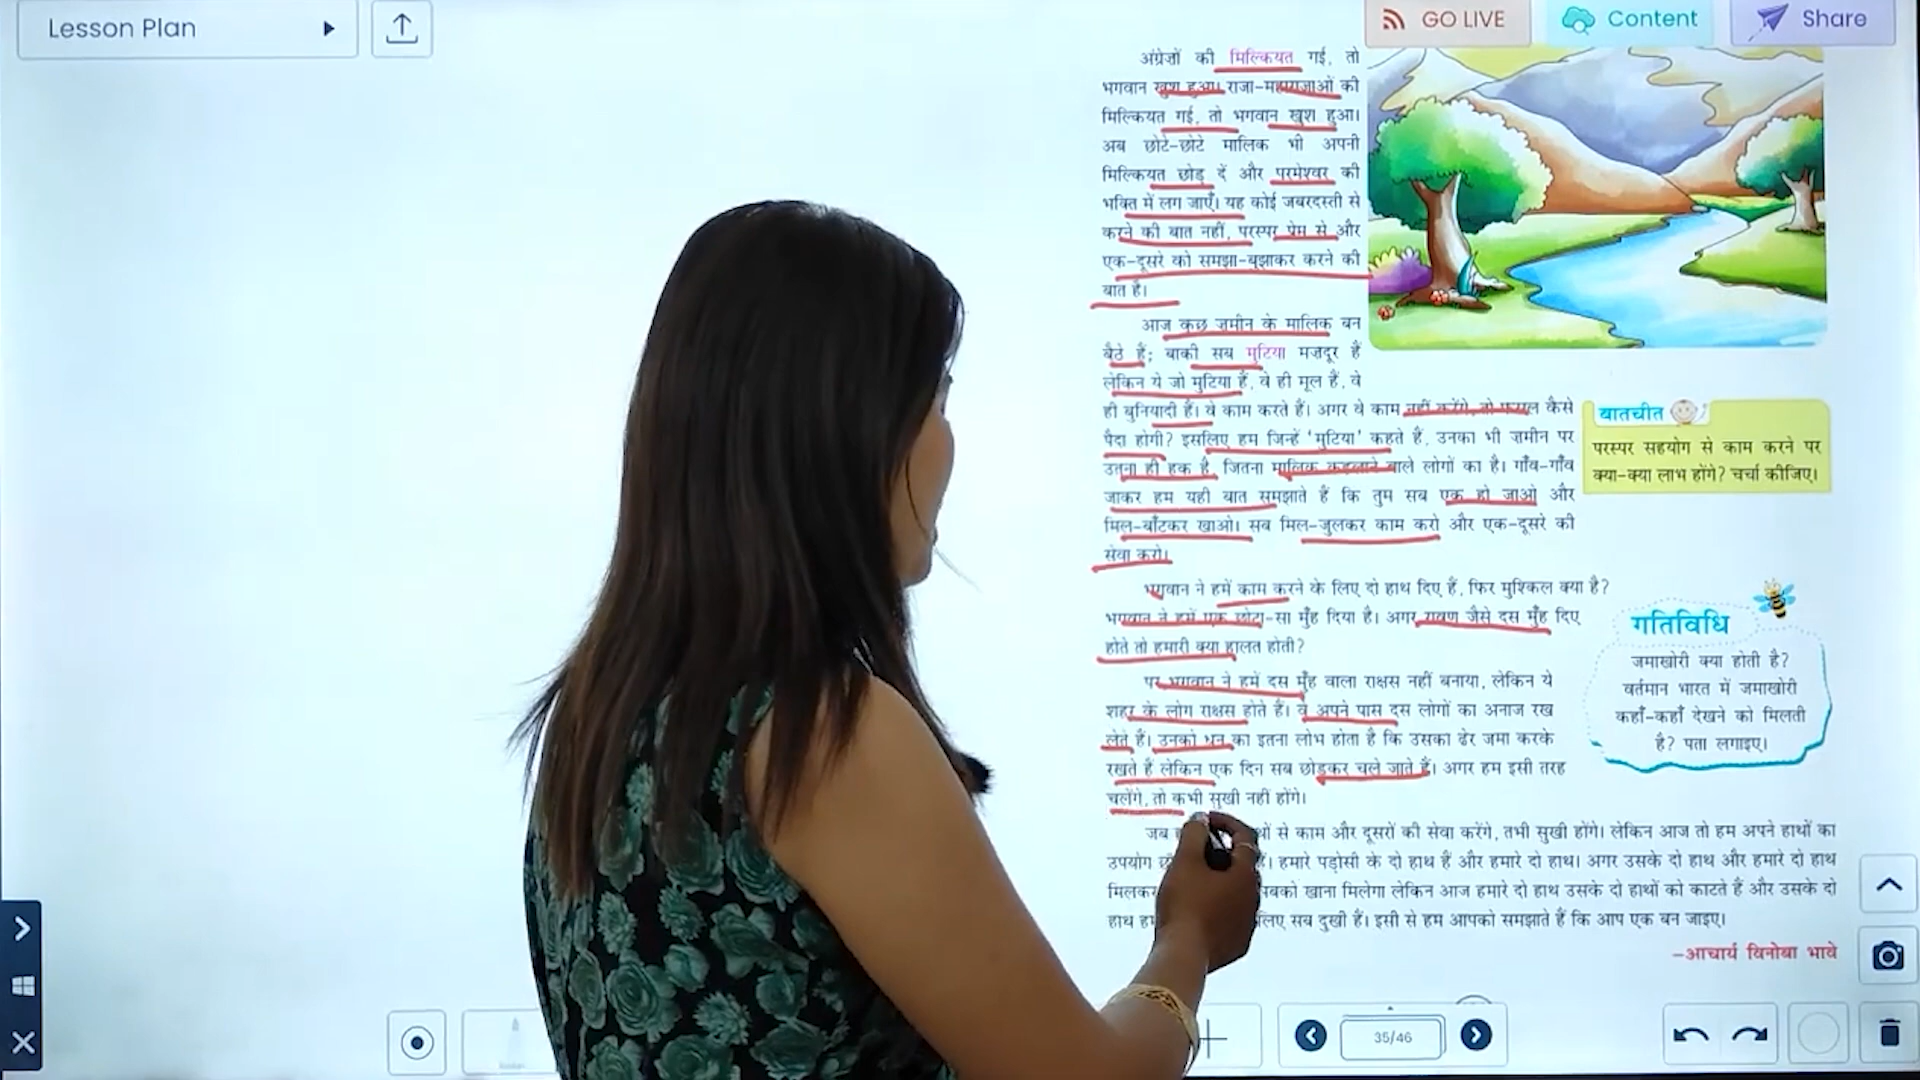 Lesson Plan
GO LIVE
Content
Share
अंग्रेजों की मिल्कियत गई, तो
भगवान खुश हुआ। राजा-महाराजाओं की
मिल्कियत गई, तो भगवान खुश हुआ।
अब छोटे-छोटे मालिक भी अपनी
मिल्कियत छोड़ दें और परमेश्वर की
भक्ति में लग जाएँ। यह कोई जबरदस्ती से
करने की बात नहीं, परस्पर प्रेम से और
एक-दूसरे को समझा-बूझाकर करने की
बात है।
आज कुछ ज़मीन के मालिक बन
बैठे हैं; बाकी सब मुटिया मज़दूर हैं
लेकिन ये जो मुटिया हैं, वे ही मूल हैं, वे
ही बुनियादी हैं। वे काम करते हैं। अगर वे काम नहीं करेंगे, तो फसल कैसे
पैदा होगी? इसलिए हम जिन्हें 'मुटिया' कहते हैं, उनका भी ज़मीन पर
उतना ही हक है, जितना मालिक कहलाने वाले लोगों का है। गाँव-गाँव
जाकर हम यही बात समझाते हैं कि तुम सब एक हो जाओ और
मिल-बाँटकर खाओ। सब मिल-जुलकर काम करो और एक-दूसरे की
सेवा करो।
बातचीत
परस्पर सहयोग से काम करने पर
क्या-क्या लाभ होंगे? चर्चा कीजिए।
भगवान ने हमें काम करने के लिए दो हाथ दिए हैं, फिर मुश्किल क्या है?
भगवान ने हमें एक छोटा-सा मुँह दिया है। अगर रावण जैसे दस मुँह दिए
होते तो हमारी क्या हालत होती?
पर भगवान ने हमें दस मुँह वाला राक्षस नहीं बनाया, लेकिन ये
शहर के लोग राक्षस होते हैं। वे अपने पास दस लोगों का अनाज रख
लेते हैं। उनको धन का इतना लोभ होता है कि उसका ढेर जमा करके
रखते हैं लेकिन एक दिन सब छोड़कर चले जाते हैं। अगर हम इसी तरह
चलेंगे, तो कभी सुखी नहीं होंगे।
गतिविधि
जमाखोरी क्या होती है?
वर्तमान भारत में जमाखोरी
कहाँ-कहाँ देखने को मिलती
है? पता लगाइए।
जब से काम और दूसरों की सेवा करेंगे, तभी सुखी होंगे। लेकिन आज तो हम अपने हाथों का
उपयोग हैं। हमारे पड़ोसी के दो हाथ हैं और हमारे दो हाथ। अगर उसके दो हाथ और हमारे दो हाथ
मिलकर सबको खाना मिलेगा लेकिन आज हमारे दो हाथ उसके दो हाथों को काटते हैं और उसके दो
हाथ सब दुखी हैं। इसी से हम आपको समझाते हैं कि आप एक बन जाइए।
-आचार्य विनोबा भावे
35/46